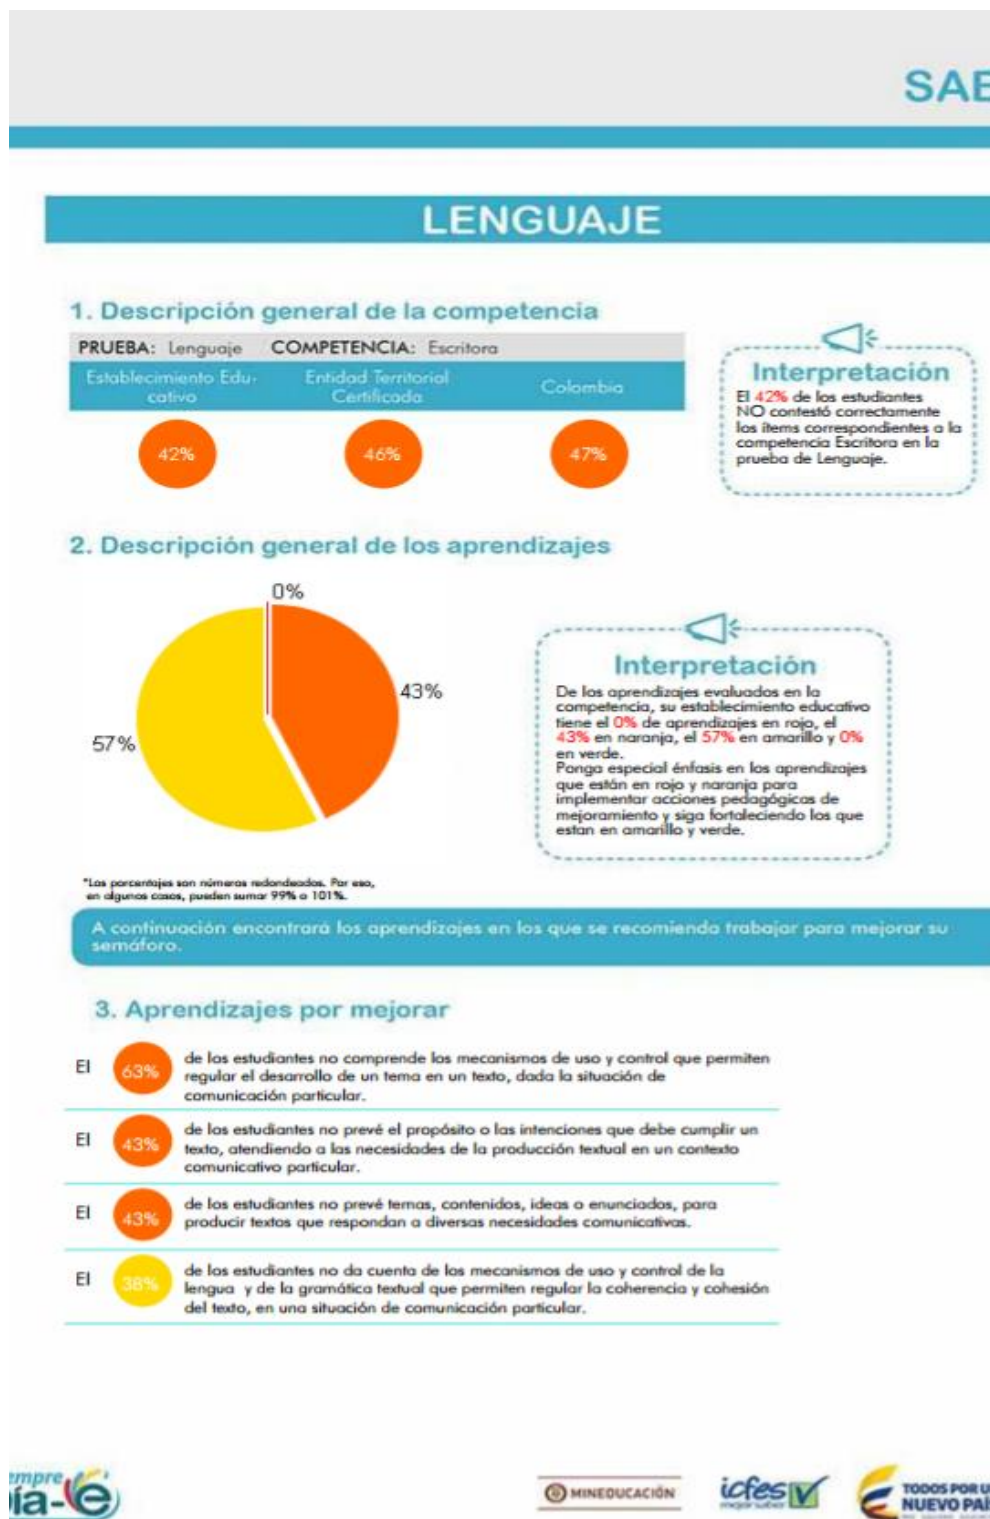 SABE
LENGUAJE
1. Descripción general de la competencia
PRUEBA: Lenguaje COMPETENCIA: Escritora
Establecimiento Edu-
cativo
Entidad Territorial
Certificada
Colombia
42%
46%
47%
Interpretación
El 42% de los estudiantes
NO contestó correctamente
los ítems correspondientes a la
competencia Escritora en la
prueba de Lenguaje.
2. Descripción general de los aprendizajes
0%
43%
57%
Interpretación
De los aprendizajes evaluados en la
competencia, su establecimiento educativo
tiene el 0% de aprendizajes en rojo, el
43% en naranja, el 57% en amarillo y 0%
en verde.
Ponga especial énfasis en los aprendizajes
que están en rojo y naranja para
implementar acciones pedagógicas de
mejoramiento y siga fortaleciendo los que
estan en amarillo y verde.
*Los porcentajes son números redondeados. Por eso,
en algunos casos, pueden sumar 99% o 101%.
A continuación encontrará los aprendizajes en los que se recomienda trabajar para mejorar su
semáforo.
3. Aprendizajes por mejorar
El 63% de los estudiantes no comprende los mecanismos de uso y control que permiten
regular el desarrollo de un tema en un texto, dada la situación de
comunicación particular.
El 43% de los estudiantes no prevé el propósito o las intenciones que debe cumplir un
texto, atendiendo a las necesidades de la producción textual en un contexto
comunicativo particular.
El 43% de los estudiantes no prevé temas, contenidos, ideas o enunciados, para
producir textos que respondan a diversas necesidades comunicativas.
El 38% de los estudiantes no da cuenta de los mecanismos de uso y control de la
lengua y de la gramática textual que permiten regular la coherencia y cohesión
del texto, en una situación de comunicación particular.
empre
ía-e
MINEDUCACIÓN
icfes
mejor saber
TODOS POR U
NUEVO PAÍS